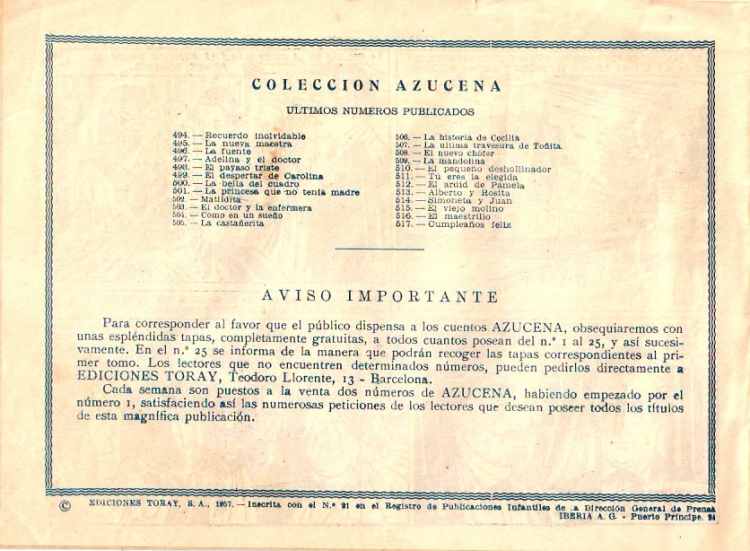 COLECCION AZUCENA
ULTIMOS NUMEROS PUBLICADOS
494. — Recuerdo inolvidable
495. — La nueva maestra
496. — La fuente
497. — Adelina y el doctor
498. — El payaso triste
499. — El despertar de Carolina
500. — La bella del cuadro
501. — La princesa que no tenía madre
502. — Matildita
503. — El doctor y la enfermera
504. — Como en un sueño
505. — La castañerita
506. — La historia de Cecilia
507. — La ultima travesura de Toñita.
508. — El nuevo chófer
509. — La mandolina
510. — El pequeño deshollinador
511. — Tú eres la elegida
512. — El ardid de Pamela
513. — Alberto y Rosita
514. — Simoneta y Juan
515. — El viejo molino
516. — El maestrillo
517. — Cumpleaños feliz
AVISO IMPORTANTE
Para corresponder al favor que el público dispensa a los cuentos AZUCENA, obsequiaremos con
unas espléndidas tapas, completamente gratuitas, a todos cuantos posean del n.º 1 al 25, y así sucesi-
vamente. En el n.º 25 se informa de la manera que podrán recoger las tapas correspondientes al pri-
mer tomo. Los lectores que no encuentren determinados números, pueden pedirlos directamente a
EDICIONES TORAY, Teodoro Llorente, 13 - Barcelona.
Cada semana son puestos a la venta dos números de AZUCENA, habiendo empezado por el
número 1, satisfaciendo así las numerosas peticiones de los lectores que desean poseer todos los títulos
de esta magnífica publicación.
© EDICIONES TORAY, S. A., 1957. — Inscrita con el N.º 91 en el Registro de Publicaciones Infantiles de la Dirección General de Prensa
IBERIA A. G. - Puerto Príncipe, 24